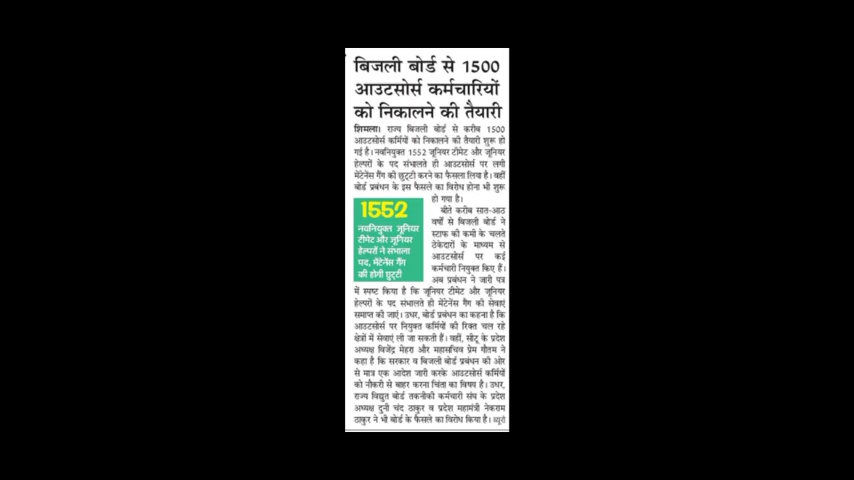 बिजली बोर्ड से 1500
आउटसोर्स कर्मचारियों
को निकालने की तैयारी
शिमला। राज्य बिजली बोर्ड से करीब 1500
आउटसोर्स कर्मियों को निकालने की तैयारी शुरू हो
गई है। नवनियुक्त 1552 जूनियर टीमेट और जूनियर
हेल्परों के पद संभालते ही आउटसोर्स पर लगी
मेंटेनेंस गैंग की छुट्टी करने का फैसला लिया है। वहीं
बोर्ड प्रबंधन के इस फैसले का विरोध होना भी शुरू
हो गया है।
1552
नवनियुक्त जूनियर
टीमेट और जूनियर
हेल्परों ने संभाला
पद, मेंटेनेंस गैंग
की होगी छुट्टी
बीते करीब सात-आठ
वर्षों से बिजली बोर्ड ने
स्टाफ की कमी के चलते
ठेकेदारों के माध्यम से
आउटसोर्स पर कई
कर्मचारी नियुक्त किए हैं।
अब प्रबंधन ने जारी पत्र
में स्पष्ट किया है कि जूनियर टीमेट और जूनियर
हेल्परों के पद संभालते ही मेंटेनेंस गैंग की सेवाएं
समाप्त की जाएं। उधर, बोर्ड प्रबंधन का कहना है कि
आउटसोर्स पर नियुक्त कर्मियों की रिक्त चल रहे
क्षेत्रों में सेवाएं ली जा सकती हैं। वहीं, सीटू के प्रदेश
अध्यक्ष विजेंद्र मेहरा और महासचिव प्रेम गौतम ने
कहा है कि सरकार व बिजली बोर्ड प्रबंधन की ओर
से मात्र एक आदेश जारी करके आउटसोर्स कर्मियों
को नौकरी से बाहर करना चिंता का विषय है। उधर,
राज्य विद्युत बोर्ड तकनीकी कर्मचारी संघ के प्रदेश
अध्यक्ष दुनी चंद ठाकुर व प्रदेश महामंत्री नेकराम
ठाकुर ने भी बोर्ड के फैसले का विरोध किया है। ब्यूरो